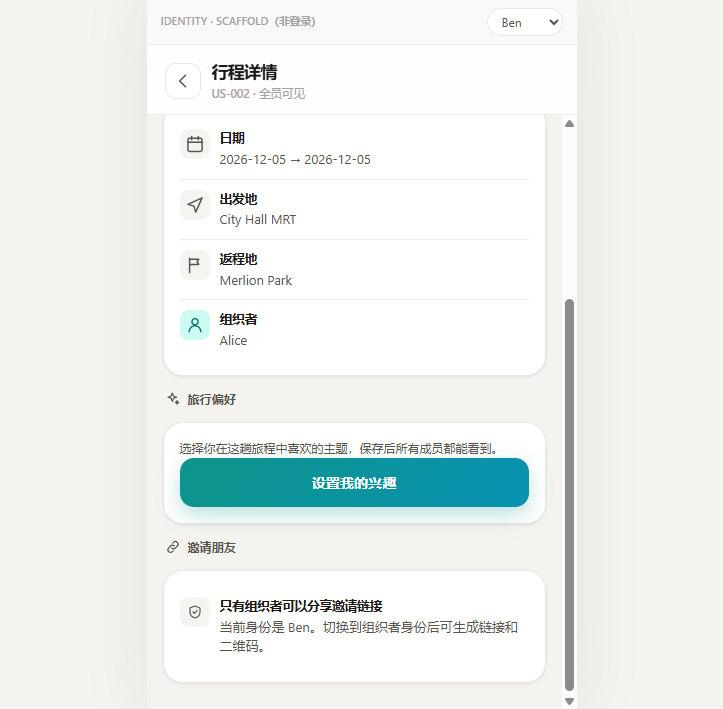 IDENTITY · SCAFFOLD（非登录）
Ben
行程详情
US-002 · 全员可见
日期
2026-12-05 → 2026-12-05
出发地
City Hall MRT
返程地
Merlion Park
组织者
Alice
旅行偏好
选择你在这趟旅程中喜欢的主题，保存后所有成员都能看到。
设置我的兴趣
邀请朋友
只有组织者可以分享邀请链接
当前身份是 Ben。切换到组织者身份后可生成链接和
二维码。